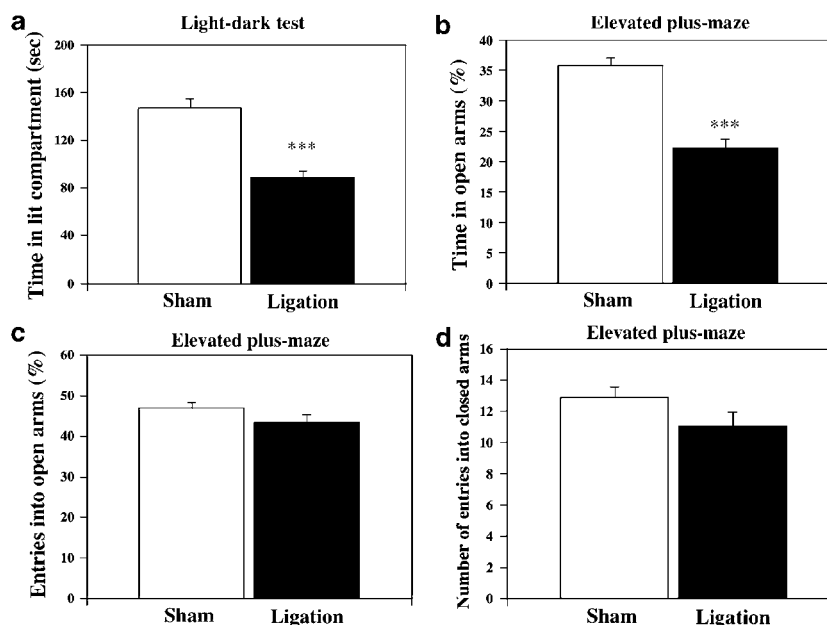 a
Light-dark test
Time in lit compartment (sec)
200
160
120
80
40
0
***
Sham
Ligation
b
Elevated plus-maze
Time in open arms (%)
40
35
30
25
20
15
10
5
0
***
Sham
Ligation
c
Elevated plus-maze
Entries into open arms (%)
60
50
40
30
20
10
0
Sham
Ligation
d
Elevated plus-maze
Number of entries into closed arms
16
14
12
10
8
6
4
2
0
Sham
Ligation